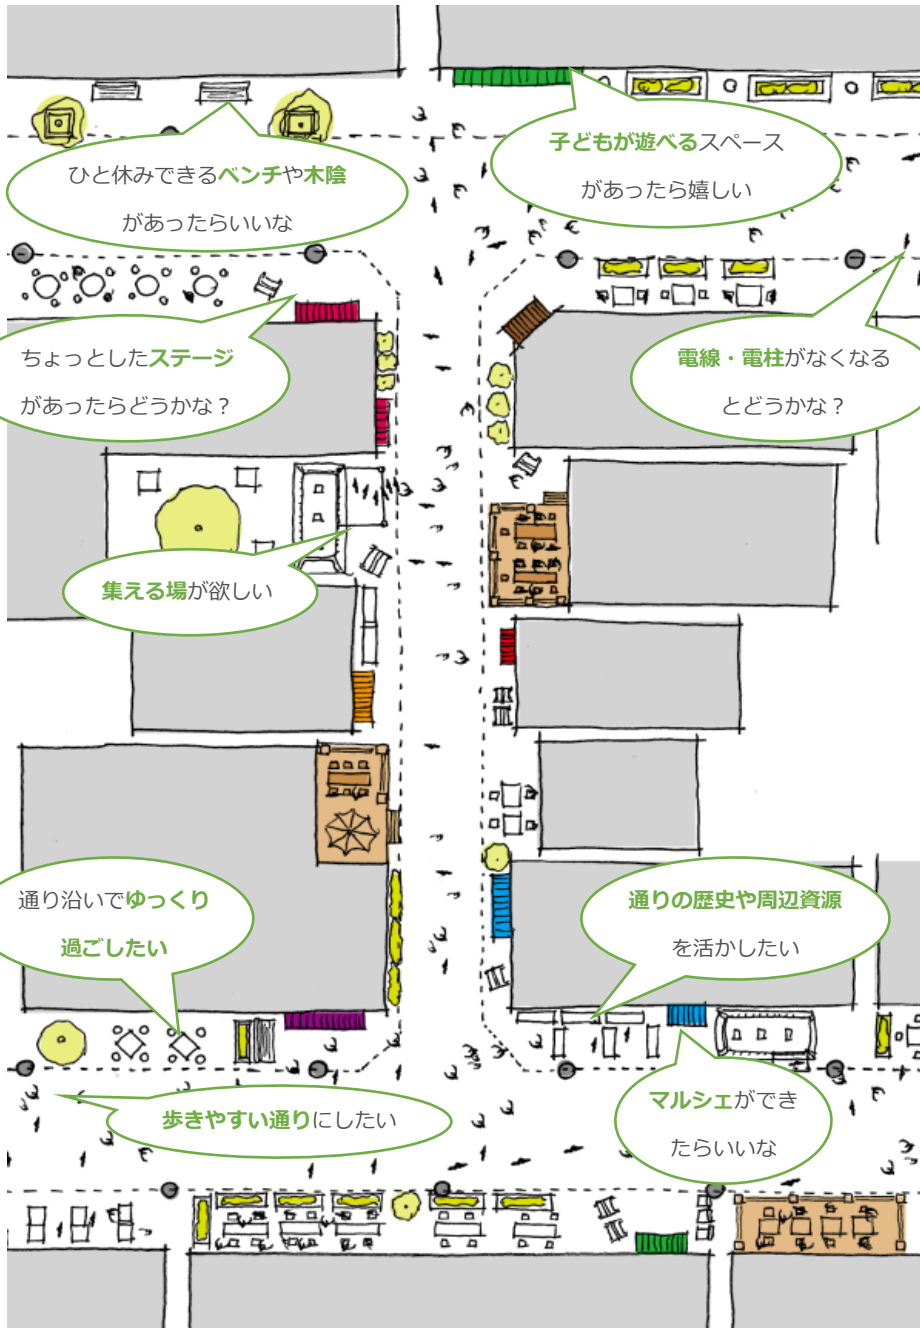 ひと休みできるベンチや木陰
があったらいいな
子どもが遊べるスペース
があったら嬉しい
ちょっとしたステージ
があったらどうかな？
電線・電柱がなくなる
とどうかな？
集える場が欲しい
通り沿いでゆっくり
過ごしたい
通りの歴史や周辺資源
を活かしたい
歩きやすい通りにしたい
マルシェができ
たらいいな